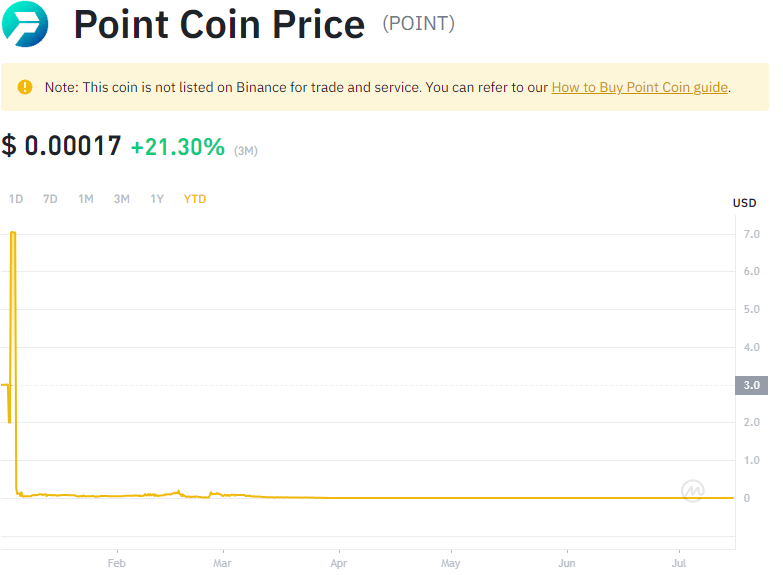 Point Coin Price (POINT)
Note: This coin is not listed on Binance for trade and service. You can refer to our How to Buy Point Coin guide.
$ 0.00017 +21.30% (3M)
1D 7D 1M 3M 1Y YTD
USD
7.0
6.0
5.0
4.0
3.0
2.0
1.0
0
Feb Mar Apr May Jun Jul